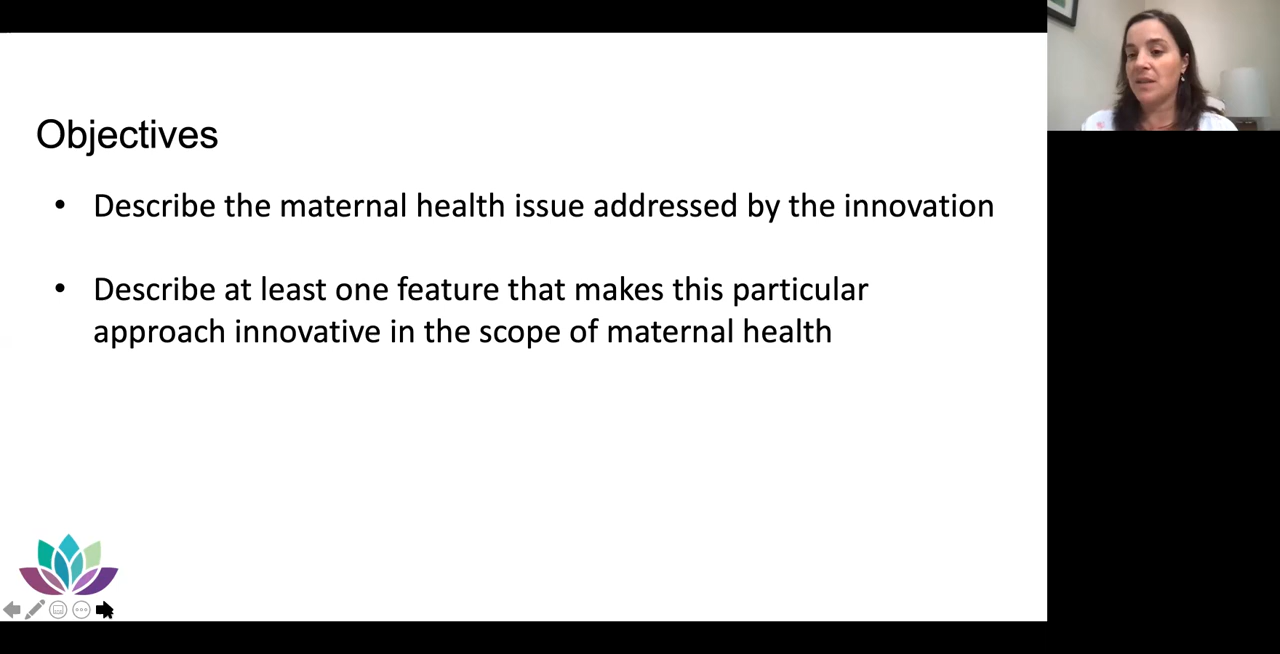 Objectives
• Describe the maternal health issue addressed by the innovation
• Describe at least one feature that makes this particular
approach innovative in the scope of maternal health